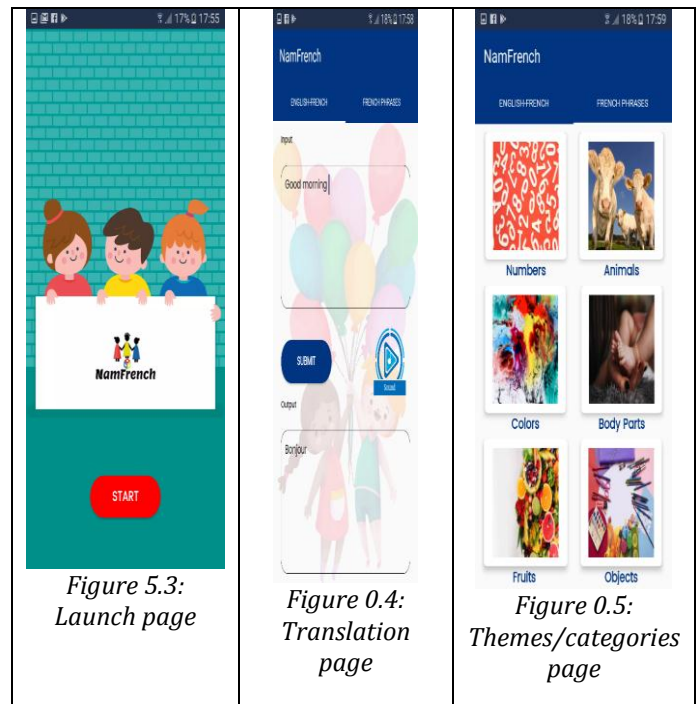 17% 17:55
NamFrench
START
Figure 5.3:
Launch page
18% 17:58
NamFrench
ENGLISH-FRENCH FRENCH PHRASES
Input
Good morning
SUBMIT
Sound
Output
Bonjour
Figure 0.4:
Translation
page
18% 17:59
NamFrench
ENGLISH-FRENCH FRENCH PHRASES
Numbers Animals
Colors Body Parts
Fruits Objects
Figure 0.5:
Themes/categories
page